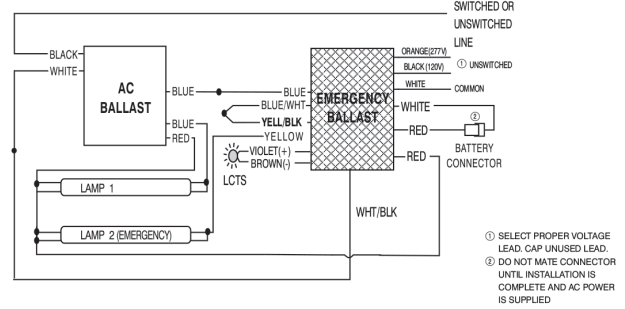 SWITCHED OR
UNSWITCHED
LINE
BLACK
WHITE
AC
BALLAST
BLUE
BLUE
RED
BLUE
BLUE/WHT
YELL/BLK
YELLOW
VIOLET(+)
BROWN(-)
LCTS
EMERGENCY
BALLAST
ORANGE(277V)
BLACK (120V)
① UNSWITCHED
WHITE
COMMON
WHITE
RED
②
BATTERY
CONNECTOR
RED
WHT/BLK
LAMP 1
LAMP 2 (EMERGENCY)
① SELECT PROPER VOLTAGE
LEAD. CAP UNUSED LEAD.
② DO NOT MATE CONNECTOR
UNTIL INSTALLATION IS
COMPLETE AND AC POWER
IS SUPPLIED